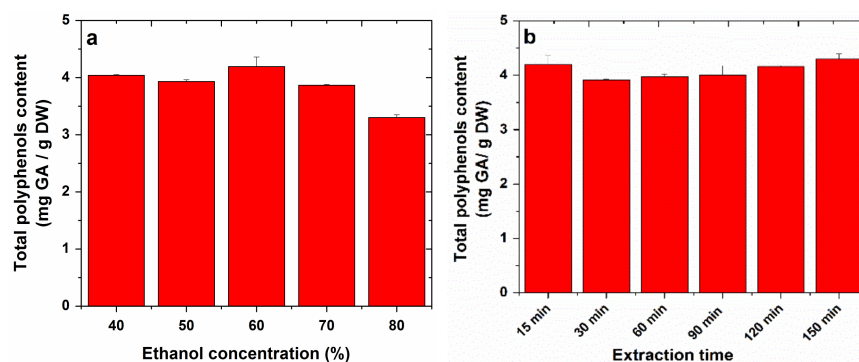 a
Total polyphenols content
(mg GA / g DW)
5
4
3
2
1
0
40 50 60 70 80
Ethanol concentration (%)
b
Total polyphenols content
(mg GA/ g DW)
5
4
3
2
1
0
15 min 30 min 60 min 90 min 120 min 150 min
Extraction time